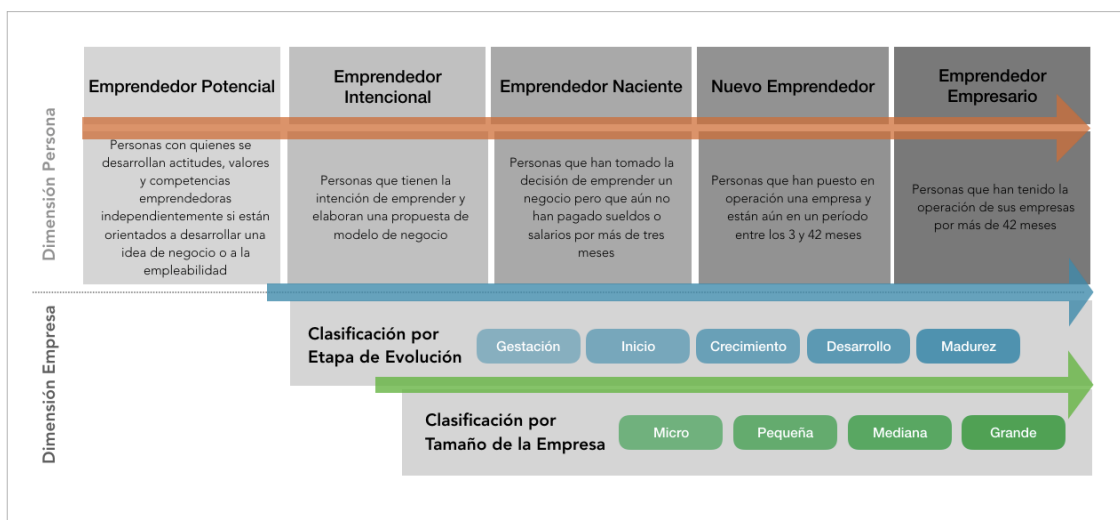 Dimensión Persona
Emprendedor Potencial
Personas con quienes se
desarrollan actitudes, valores
y competencias
emprendedoras
independientemente si están
orientados a desarrollar una
idea de negocio o a la
empleabilidad
Emprendedor
Intencional
Personas que tienen la
intención de emprender y
elaboran una propuesta de
modelo de negocio
Emprendedor Naciente
Personas que han tomado la
decisión de emprender un
negocio pero que aún no
han pagado sueldos o
salarios por más de tres
meses
Nuevo Emprendedor
Personas que han puesto en
operación una empresa y
están aún en un período
entre los 3 y 42 meses
Emprendedor
Empresario
Personas que han tenido la
operación de sus empresas
por más de 42 meses
Dimensión Empresa
Clasificación por
Etapa de Evolución
Gestación
Inicio
Crecimiento
Desarrollo
Madurez
Clasificación por
Tamaño de la Empresa
Micro
Pequeña
Mediana
Grande